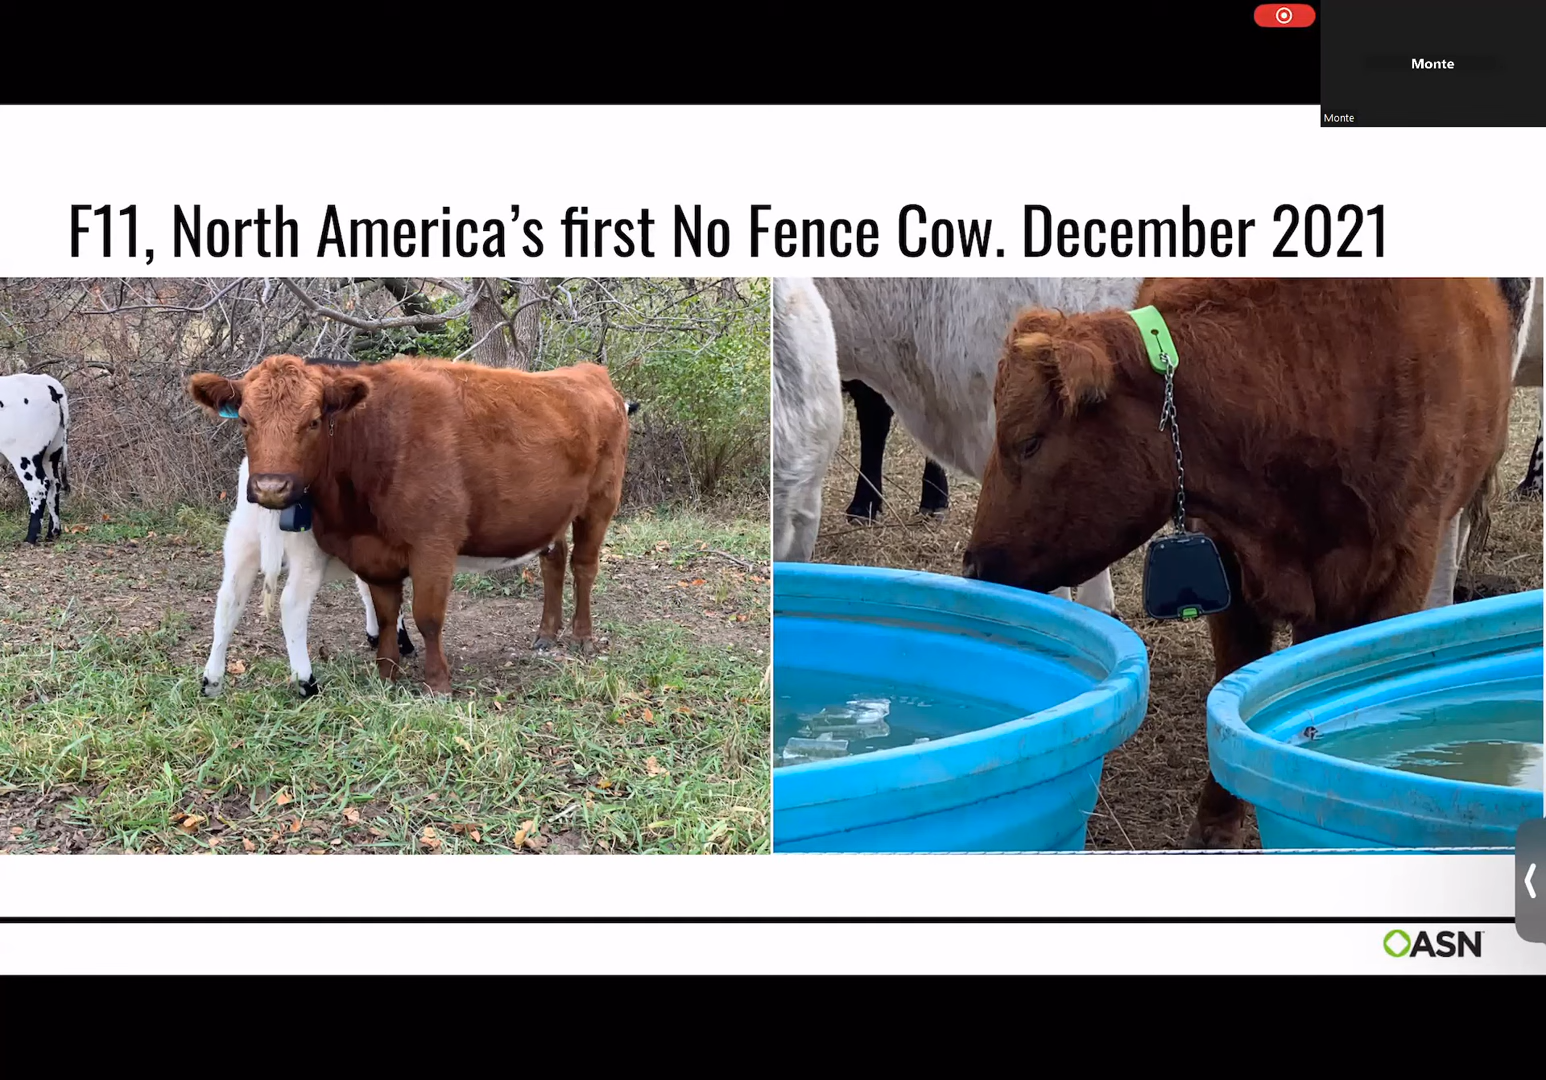 Monte
Monte
F11, North America's first No Fence Cow. December 2021
ASN